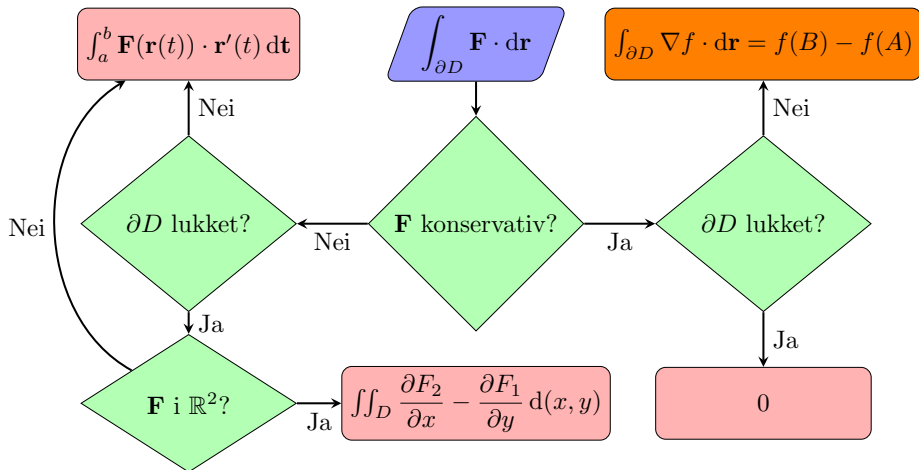 ∫_a^b F(r(t)) · r′(t) dt
∫_{∂D} F · dr
∫_{∂D} ∇f · dr = f(B) − f(A)
Nei
Nei
∂D lukket?
Nei
F konservativ?
Ja
∂D lukket?
Nei
Ja
Ja
F i ℝ²?
Ja
∬_D ∂F₂/∂x − ∂F₁/∂y d(x, y)
0